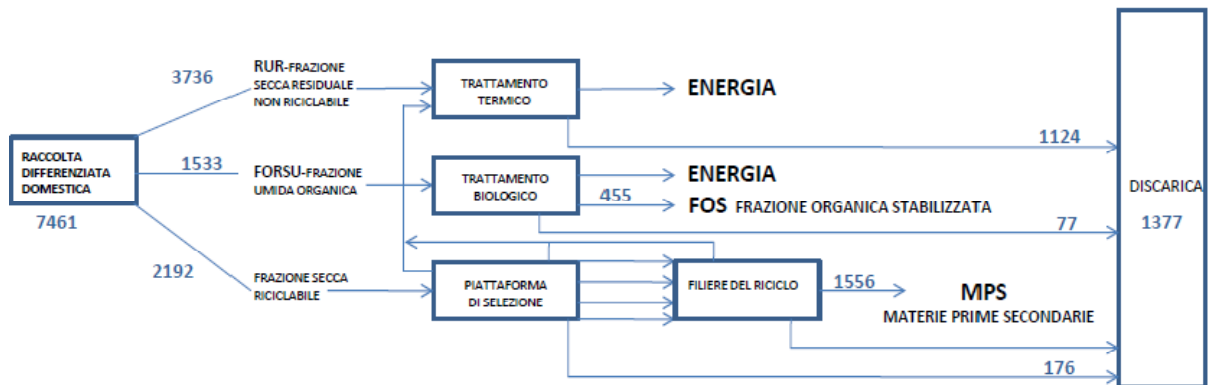 3736
RUR-FRAZIONE
SECCA RESIDUALE
NON RICICLABILE
TRATTAMENTO
TERMICO
ENERGIA
1124
RACCOLTA
DIFFERENZIATA
DOMESTICA
7461
1533
FORSU-FRAZIONE
UMIDA ORGANICA
TRATTAMENTO
BIOLOGICO
ENERGIA
455
FOS FRAZIONE ORGANICA STABILIZZATA
77
DISCARICA
1377
2192
FRAZIONE SECCA
RICICLABILE
PIATTAFORMA
DI SELEZIONE
FILIERE DEL RICICLO
1556
MPS
MATERIE PRIME SECONDARIE
176